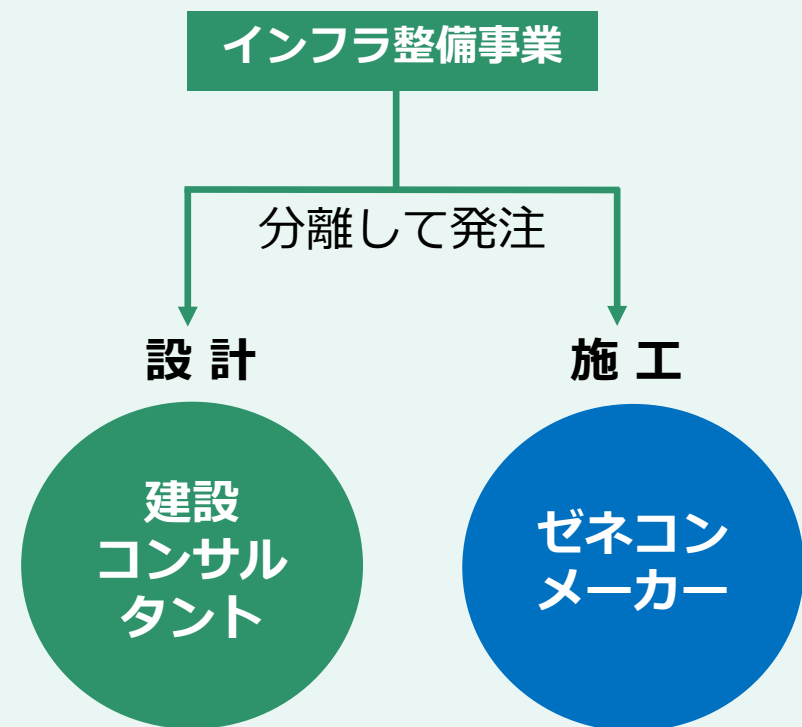 インフラ整備事業
分離して発注
設 計
施 工
建設
コンサル
タント
ゼネコン
メーカー